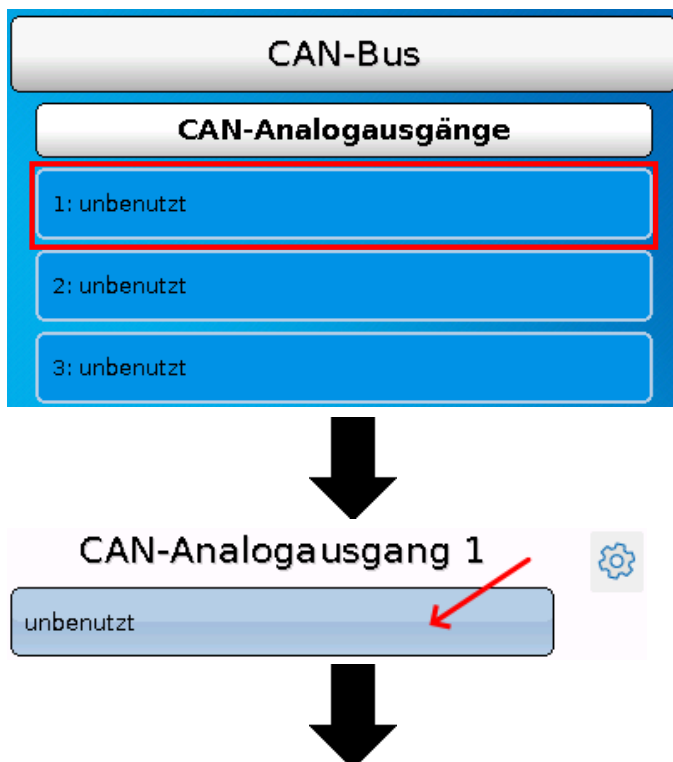 CAN-Bus
CAN-Analogausgänge
1: unbenutzt
2: unbenutzt
3: unbenutzt
CAN-Analogausgang 1
unbenutzt